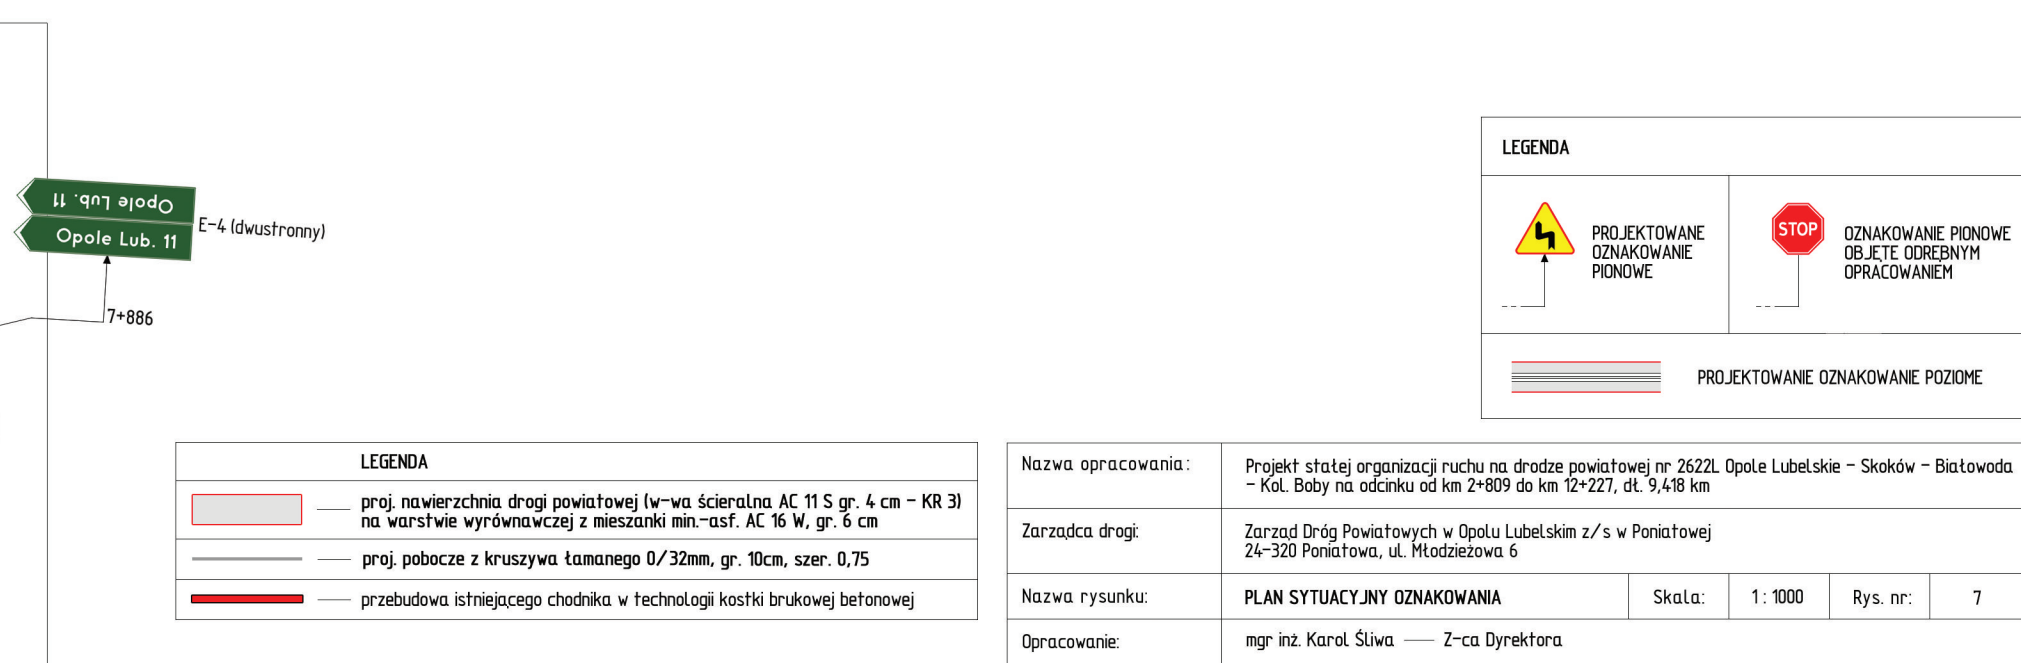 Opole Lub. 11
Opole Lub. 11
E-4 (dwustronny)
7+886
LEGENDA
PROJEKTOWANE
OZNAKOWANIE
PIONOWE
STOP
OZNAKOWANIE PIONOWE
OBJĘTE ODRĘBNYM
OPRACOWANIEM
PROJEKTOWANIE OZNAKOWANIE POZIOME
LEGENDA
proj. nawierzchnia drogi powiatowej (w-wa ścieralna AC 11 S gr. 4 cm - KR 3)
na warstwie wyrównawczej z mieszanki min.-asf. AC 16 W, gr. 6 cm
proj. pobocze z kruszywa łamanego 0/32mm, gr. 10cm, szer. 0,75
przebudowa istniejącego chodnika w technologii kostki brukowej betonowej
Nazwa opracowania:
Projekt stałej organizacji ruchu na drodze powiatowej nr 2622L Opole Lubelskie - Skoków - Białowoda
- Kol. Boby na odcinku od km 2+809 do km 12+227, dł. 9,418 km
Zarządca drogi:
Zarząd Dróg Powiatowych w Opolu Lubelskim z/s w Poniatowej
24-320 Poniatowa, ul. Młodzieżowa 6
Nazwa rysunku:
PLAN SYTUACYJNY OZNAKOWANIA
Skala:
1 : 1000
Rys. nr:
7
Opracowanie:
mgr inż. Karol Śliwa — Z-ca Dyrektora